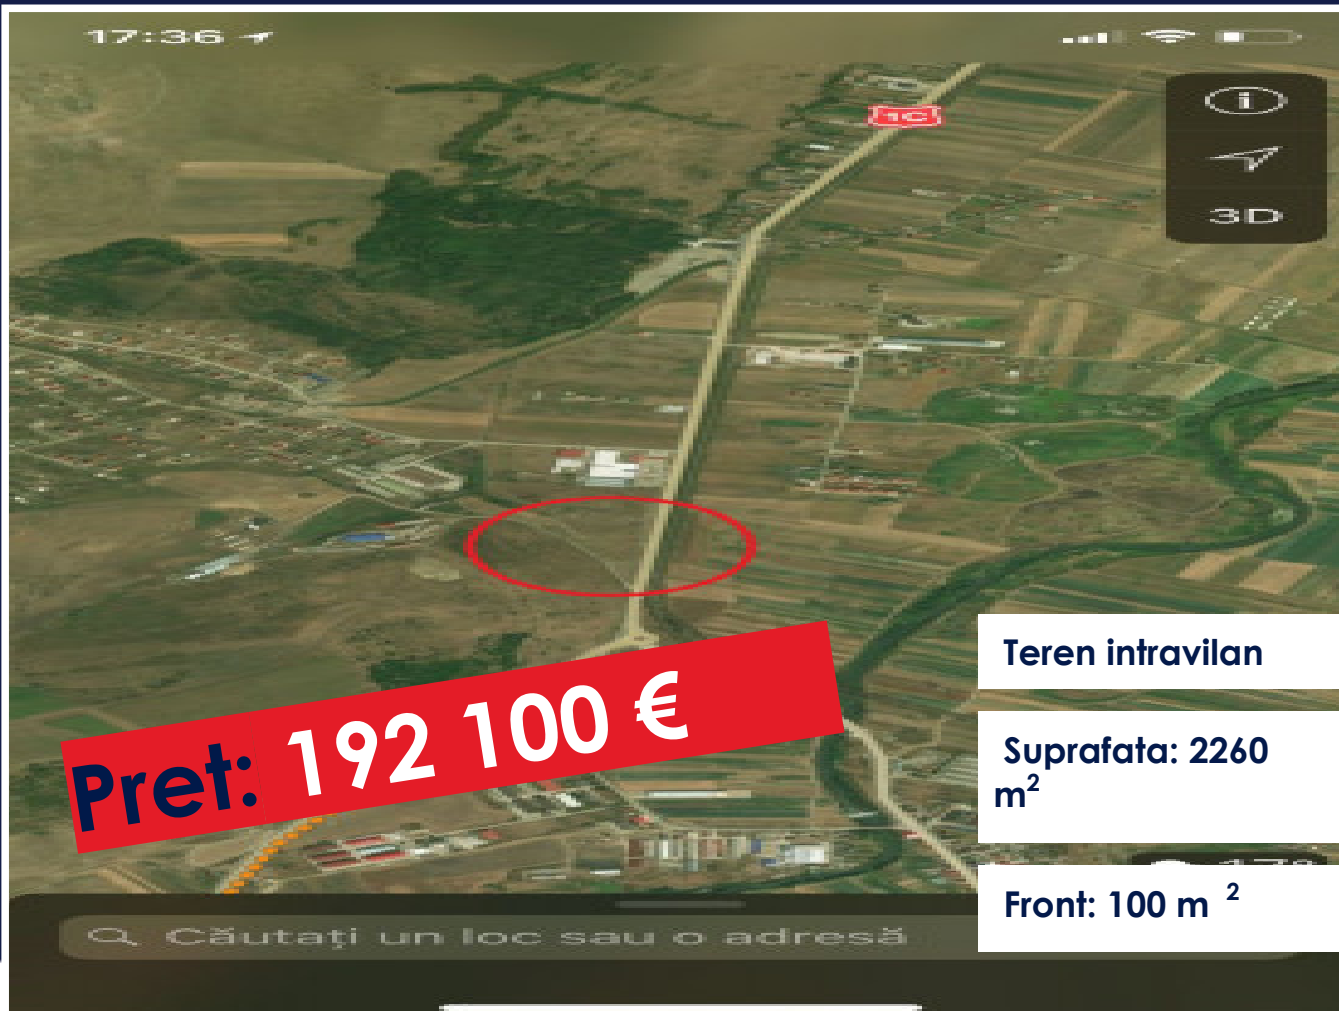 17:36
1C
3D
Teren intravilan
Pret: 192 100 €
Suprafata: 2260
m²
17°
Front: 100 m ²
Căutați un loc sau o adresă